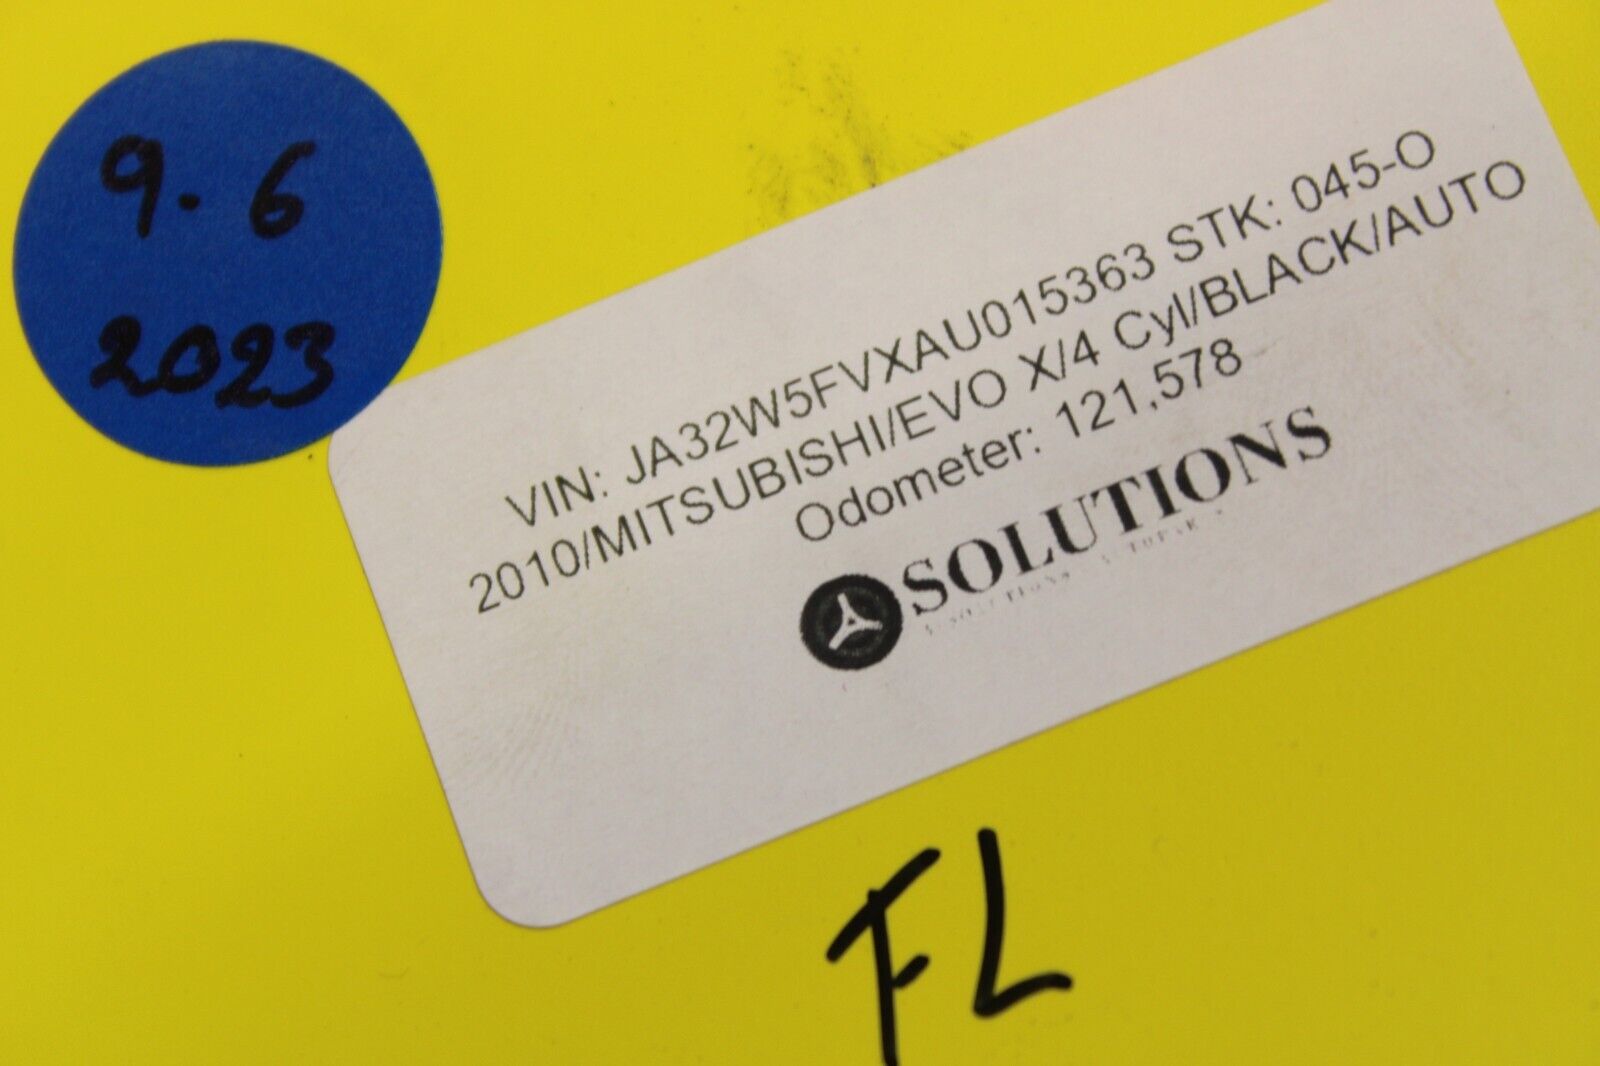 9-6
2023
VIN: JA32W5FVXAU015363 STK: 045-O
2010/MITSUBISHI/EVO X/4 Cyl/BLACK/AUTO
Odometer: 121,578
SOLUTIONS
FL